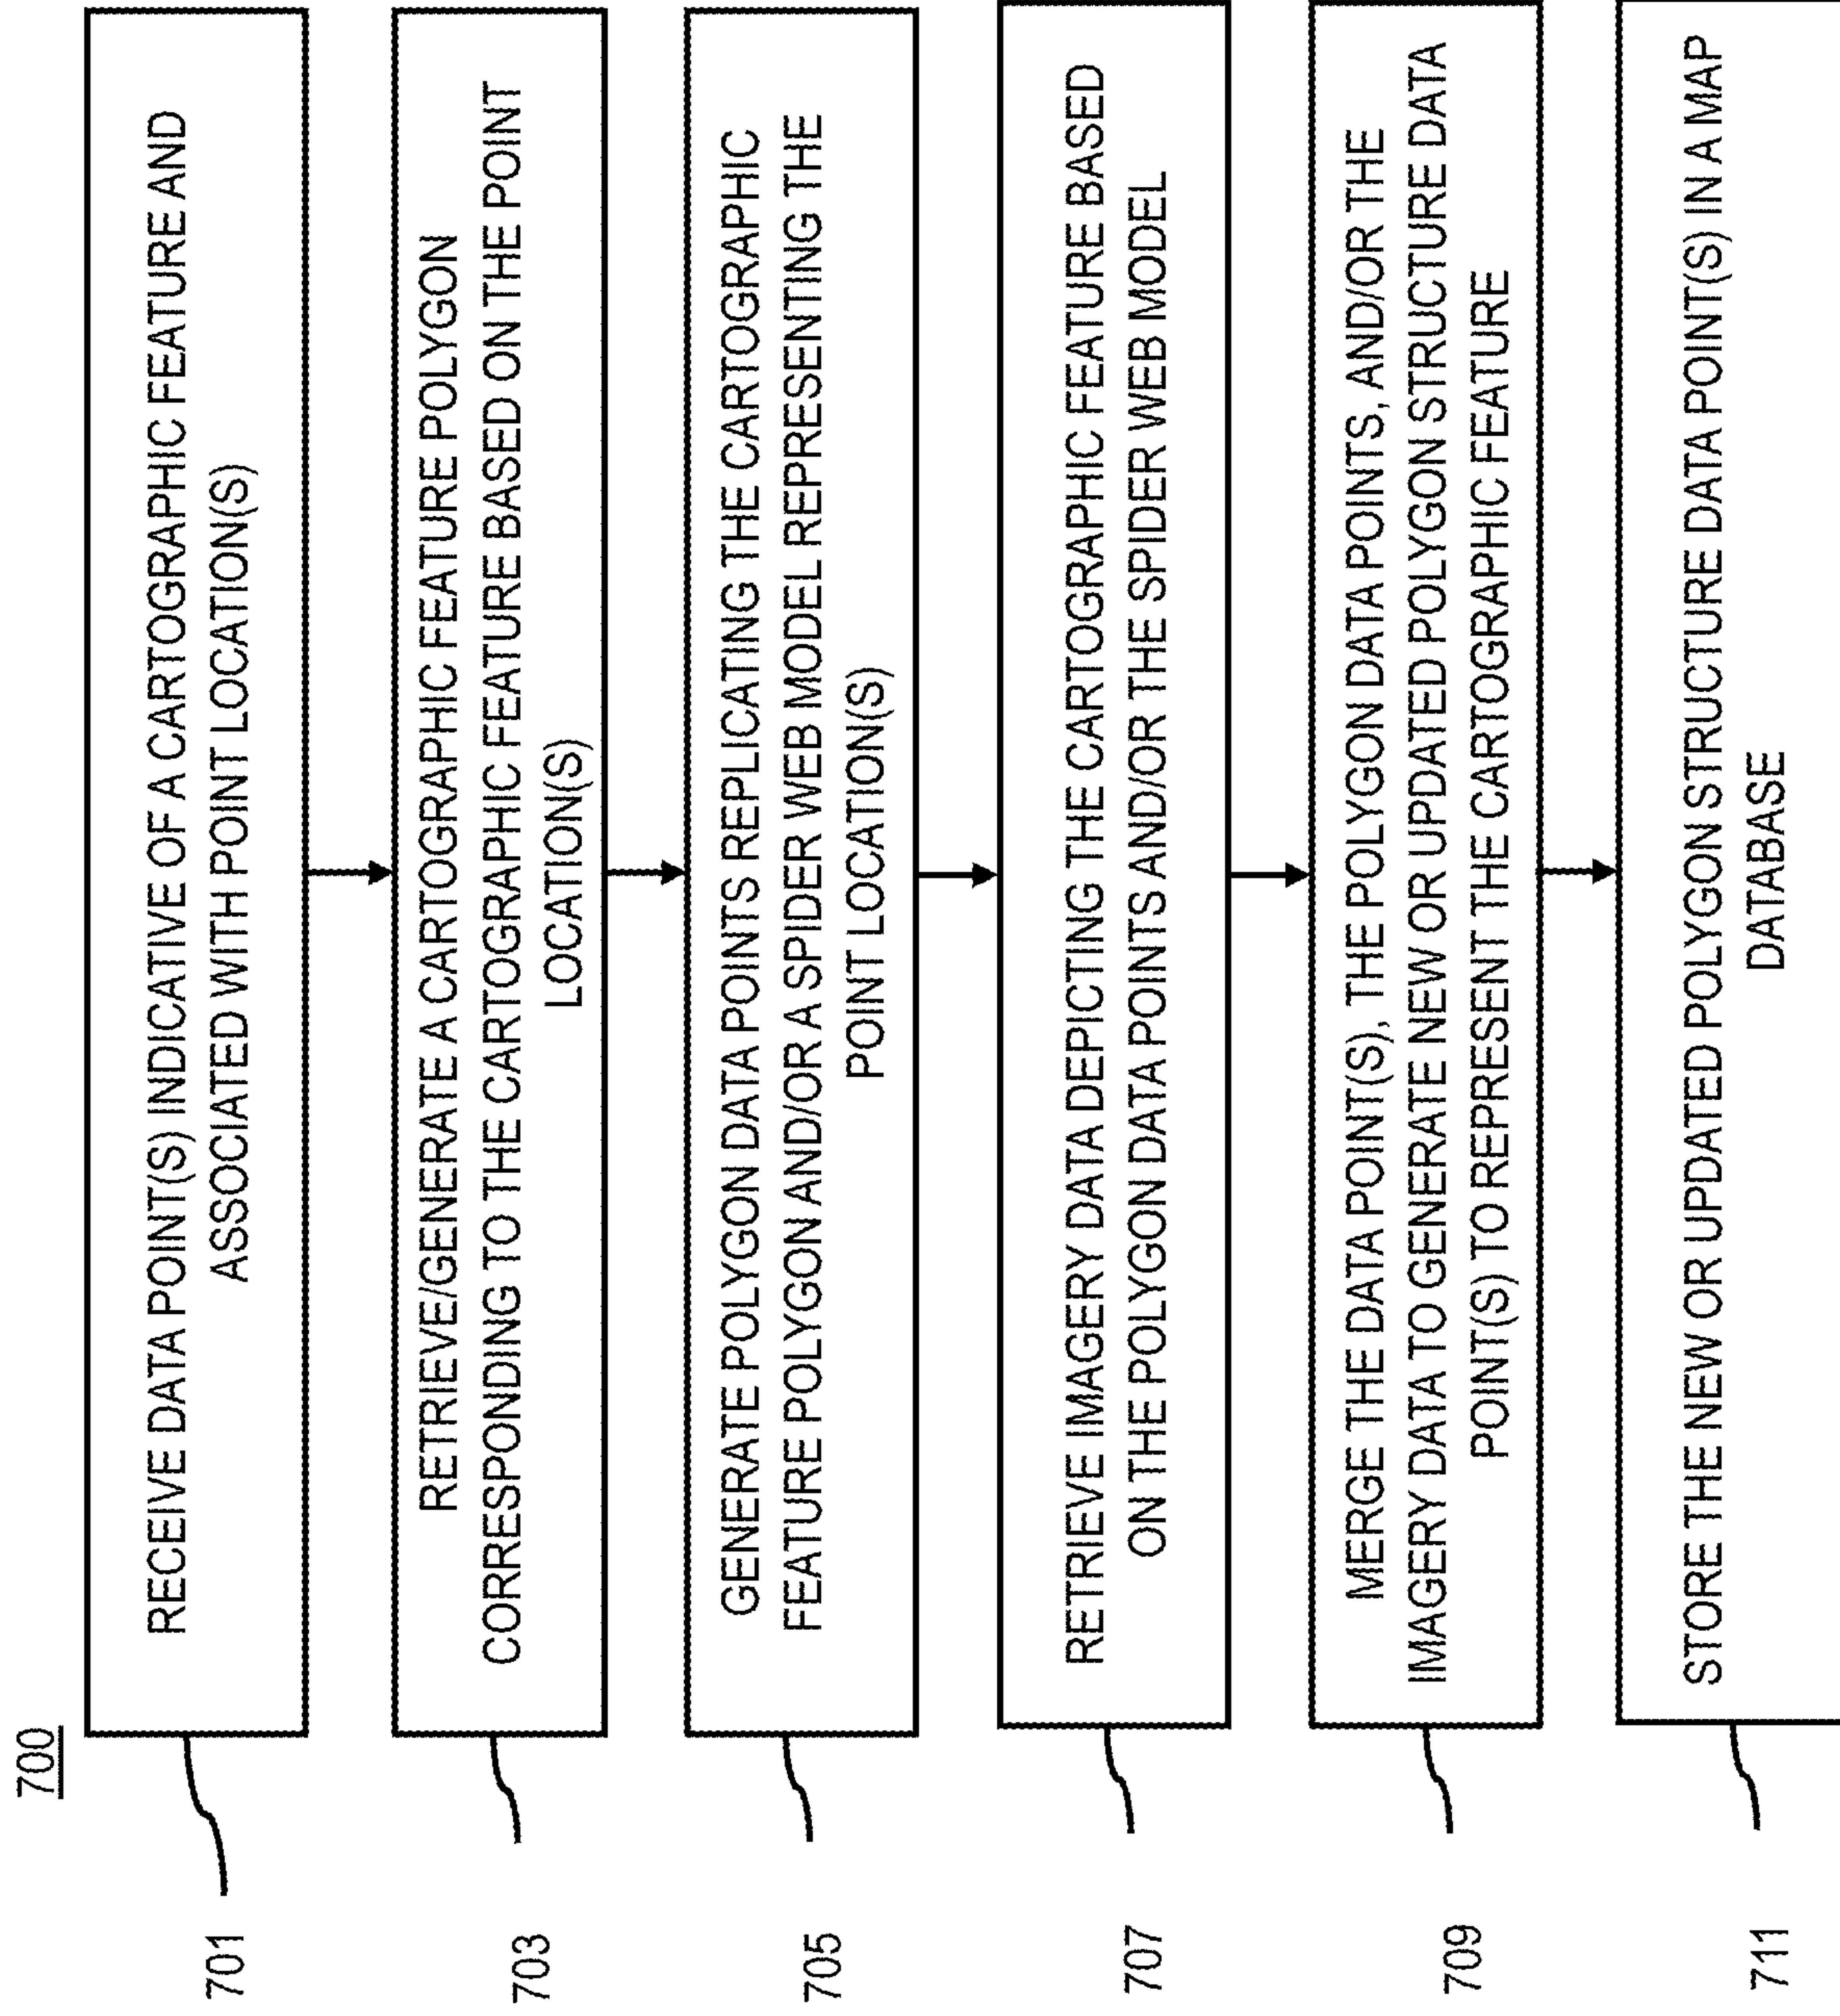 700
701
RECEIVE DATA POINT(S) INDICATIVE OF A CARTOGRAPHIC FEATURE AND
ASSOCIATED WITH POINT LOCATION(S)
703
RETRIEVE/GENERATE A CARTOGRAPHIC FEATURE POLYGON
CORRESPONDING TO THE CARTOGRAPHIC FEATURE BASED ON THE POINT
LOCATION(S)
705
GENERATE POLYGON DATA POINTS REPLICATING THE CARTOGRAPHIC
FEATURE POLYGON AND/OR A SPIDER WEB MODEL REPRESENTING THE
POINT LOCATION(S)
707
RETRIEVE IMAGERY DATA DEPICTING THE CARTOGRAPHIC FEATURE BASED
ON THE POLYGON DATA POINTS AND/OR THE SPIDER WEB MODEL
709
MERGE THE DATA POINT(S), THE POLYGON DATA POINTS, AND/OR THE
IMAGERY DATA TO GENERATE NEW OR UPDATED POLYGON STRUCTURE DATA
POINT(S) TO REPRESENT THE CARTOGRAPHIC FEATURE
711
STORE THE NEW OR UPDATED POLYGON STRUCTURE DATA POINT(S) IN A MAP
DATABASE